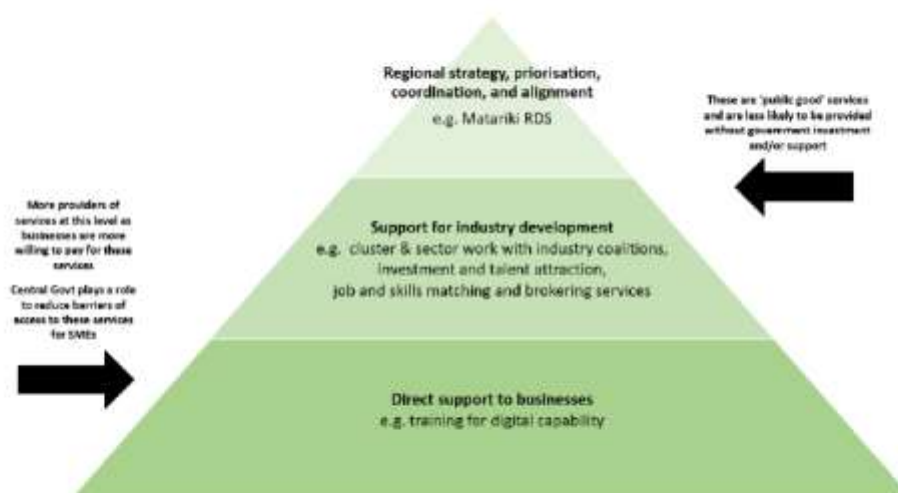 Regional strategy, priorisation,
coordination, and alignment
e.g. Matariki RDS
These are 'public good' services
and are less likely to be provided
without government investment
and/or support
More providers of
services at this level as
businesses are more
willing to pay for these
services
Central Govt plays a role
to reduce barriers of
access to these services
for SMEs
Support for industry development
e.g. cluster & sector work with industry coalitions,
investment and talent attraction,
job and skills matching and brokering services
Direct support to businesses
e.g. training for digital capability